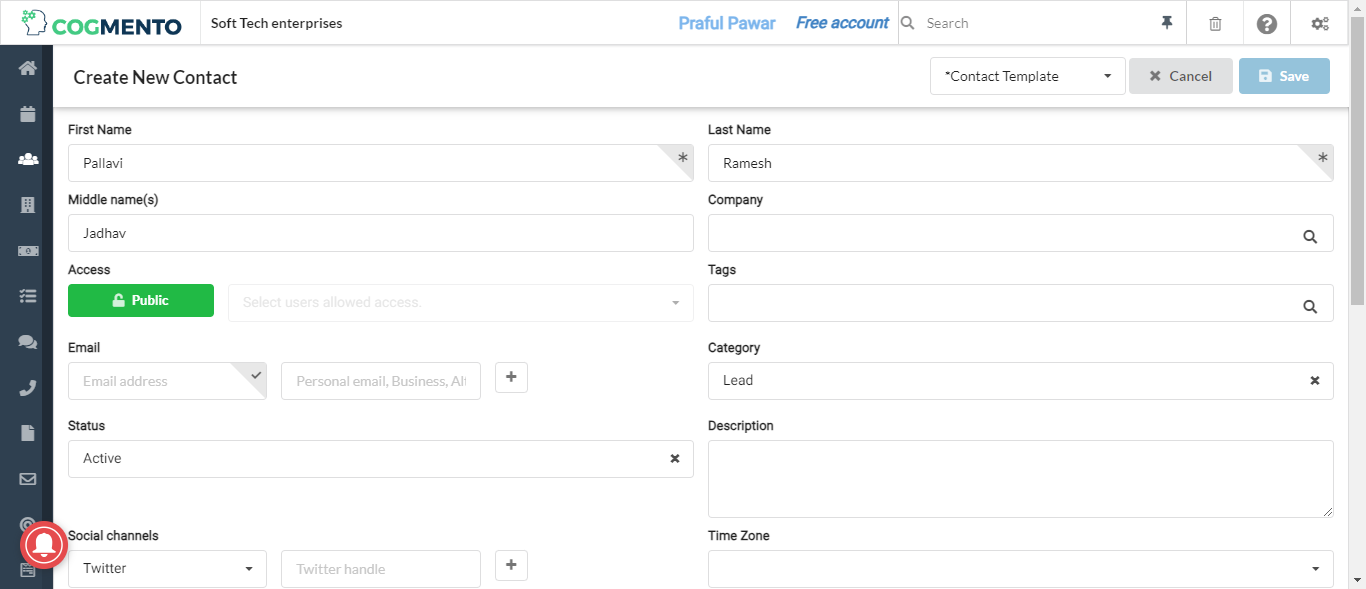 COGMENTO Soft Tech enterprises Praful Pawar Free account Search
Create New Contact *Contact Template Cancel Save
First Name Last Name
Pallavi * Ramesh *
Middle name(s) Company
Jadhav
Access Tags
Public Select users allowed access.
Email Category
Email address Personal email, Business, Alt Lead
Status Description
Active
Social channels Time Zone
Twitter Twitter handle